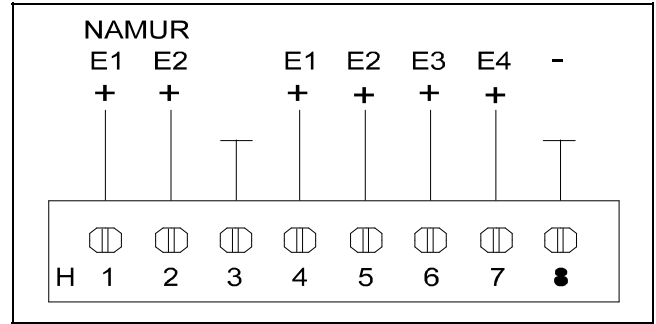 NAMUR
E1 E2 E1 E2 E3 E4 -
+ + + + + +
H 1 2 3 4 5 6 7 8